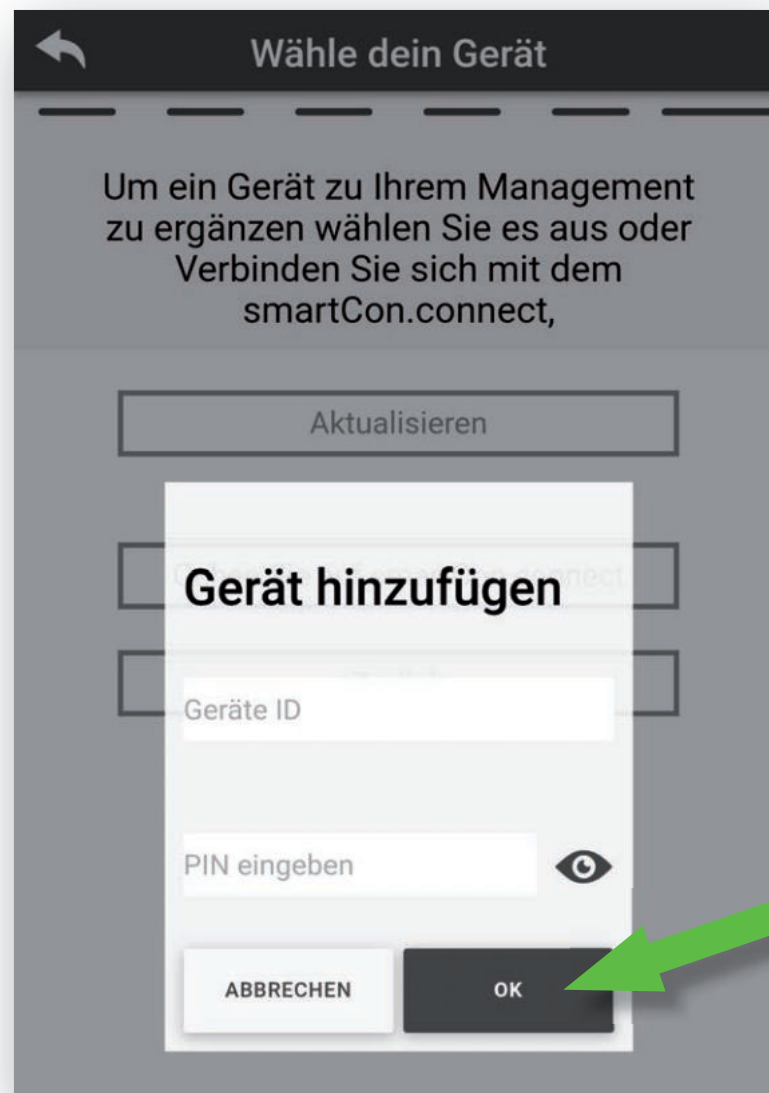 Wähle dein Gerät
Um ein Gerät zu Ihrem Management
zu ergänzen wählen Sie es aus oder
Verbinden Sie sich mit dem
smartCon.connect,
Aktualisieren
Gerät hinzufügen
Geräte ID
PIN eingeben
ABBRECHEN
OK